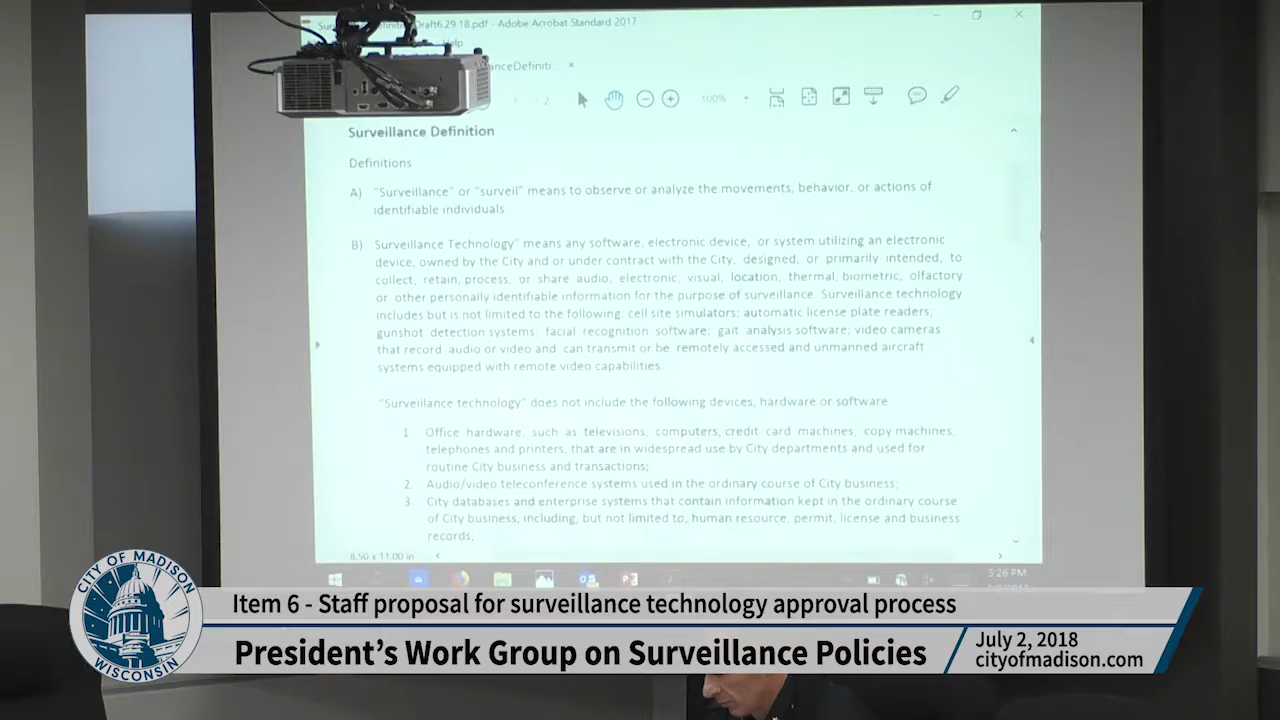 Draft6.29.18.pdf - Adobe Acrobat Standard 2017
Help
anceDefiniti...
2
100%
Surveillance Definition
Definitions
A) "Surveillance" or "surveil" means to observe or analyze the movements, behavior, or actions of
identifiable individuals
B) Surveillance Technology" means any software, electronic device, or system utilizing an electronic
device, owned by the City and or under contract with the City, designed, or primarily intended, to
collect, retain, process, or share audio, electronic, visual, location, thermal, biometric, olfactory
or other personally identifiable information for the purpose of surveillance. Surveillance technology
includes but is not limited to the following: cell site simulators; automatic license plate readers;
gunshot detection systems; facial recognition software; gait analysis software; video cameras
that record audio or video and can transmit or be remotely accessed and unmanned aircraft
systems equipped with remote video capabilities.
"Surveillance technology" does not include the following devices, hardware or software
1 Office hardware, such as televisions, computers, credit card machines, copy machines,
telephones and printers, that are in widespread use by City departments and used for
routine City business and transactions;
2. Audio/video teleconference systems used in the ordinary course of City business;
3. City databases and enterprise systems that contain information kept in the ordinary course
of City business, including, but not limited to, human resource, permit, license and business
records;
8.50 x 11.00 in
5:26 PM
CITY OF MADISON
WISCONSIN
Item 6 - Staff proposal for surveillance technology approval process
President's Work Group on Surveillance Policies
July 2, 2018
cityofmadison.com